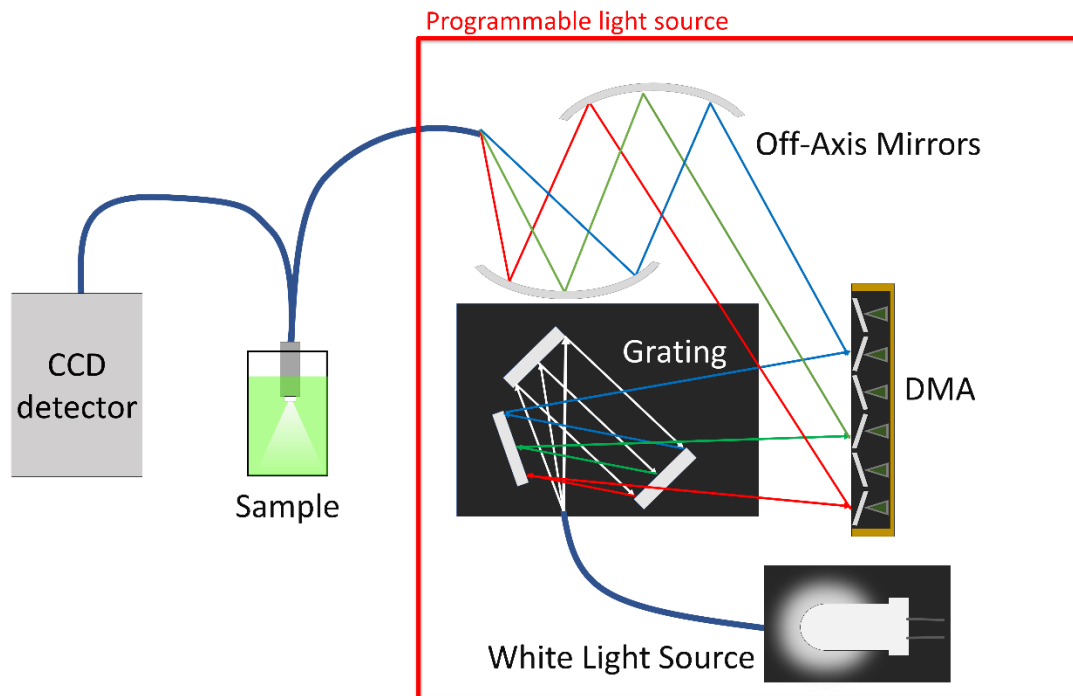 Programmable light source
Off-Axis Mirrors
Grating
CCD
detector
DMA
Sample
White Light Source